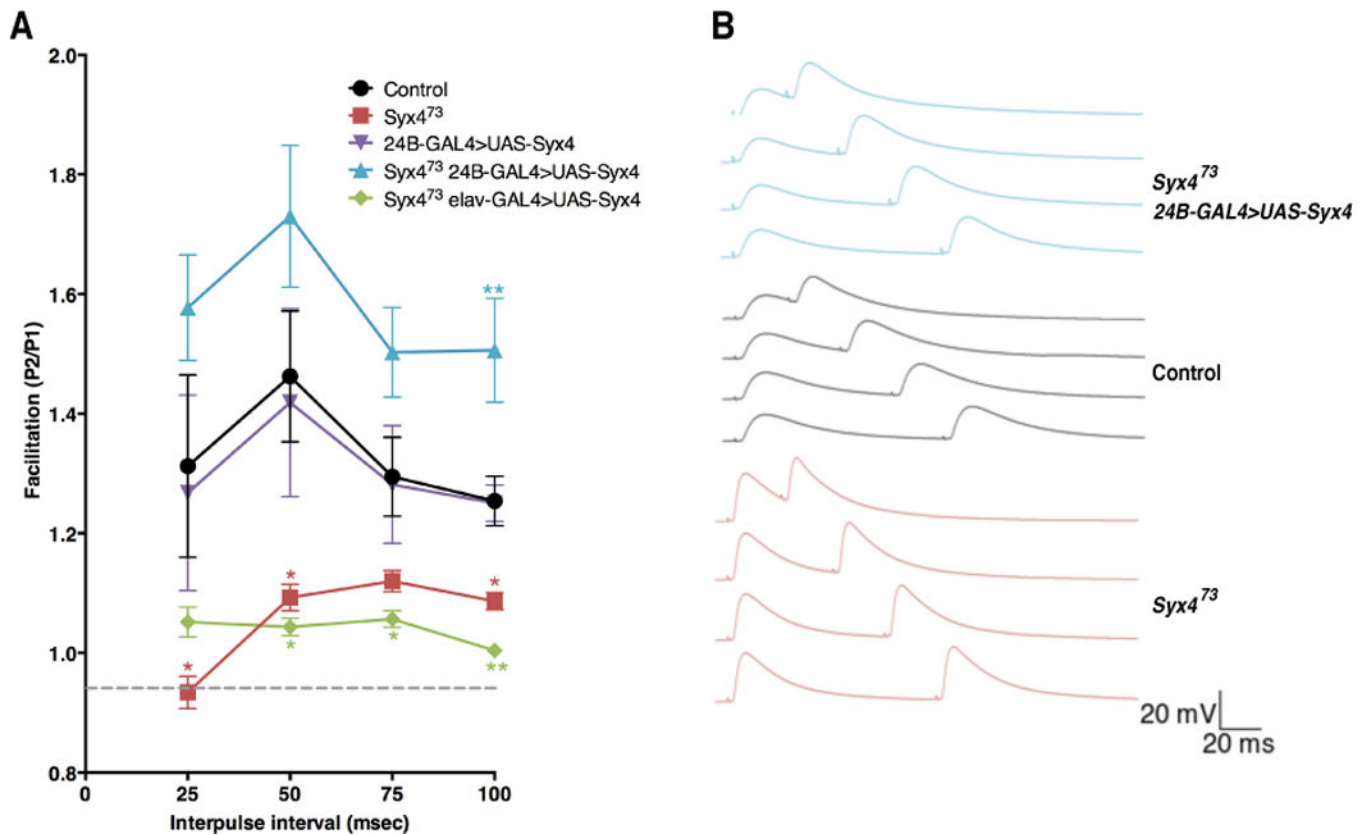 A
2.0
1.8
1.6
1.4
1.2
1.0
0.8
Facilitation (P2/P1)
0
25
50
75
100
Interpulse interval (msec)
Control
Syx4⁷³
24B-GAL4>UAS-Syx4
Syx4⁷³ 24B-GAL4>UAS-Syx4
Syx4⁷³ elav-GAL4>UAS-Syx4
**
*
*
*
*
*
**
B
Syx4⁷³
24B-GAL4>UAS-Syx4
Control
Syx4⁷³
20 mV
20 ms